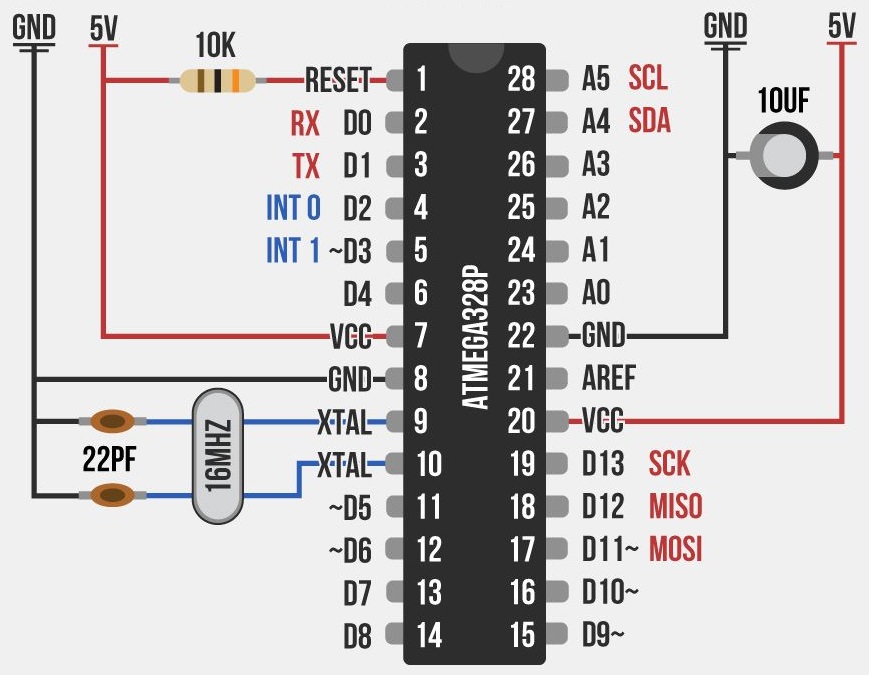 GND 5V GND 5V
10K
10UF
RESET 1 28 A5 SCL
RX D0 2 27 A4 SDA
TX D1 3 26 A3
INT 0 D2 4 25 A2
INT 1 ~D3 5 24 A1
D4 6 23 A0
VCC 7 22 GND
GND 8 21 AREF
XTAL 9 20 VCC
XTAL 10 19 D13 SCK
~D5 11 18 D12 MISO
~D6 12 17 D11~ MOSI
D7 13 16 D10~
D8 14 15 D9~
ATMEGA328P
22PF
16MHZ